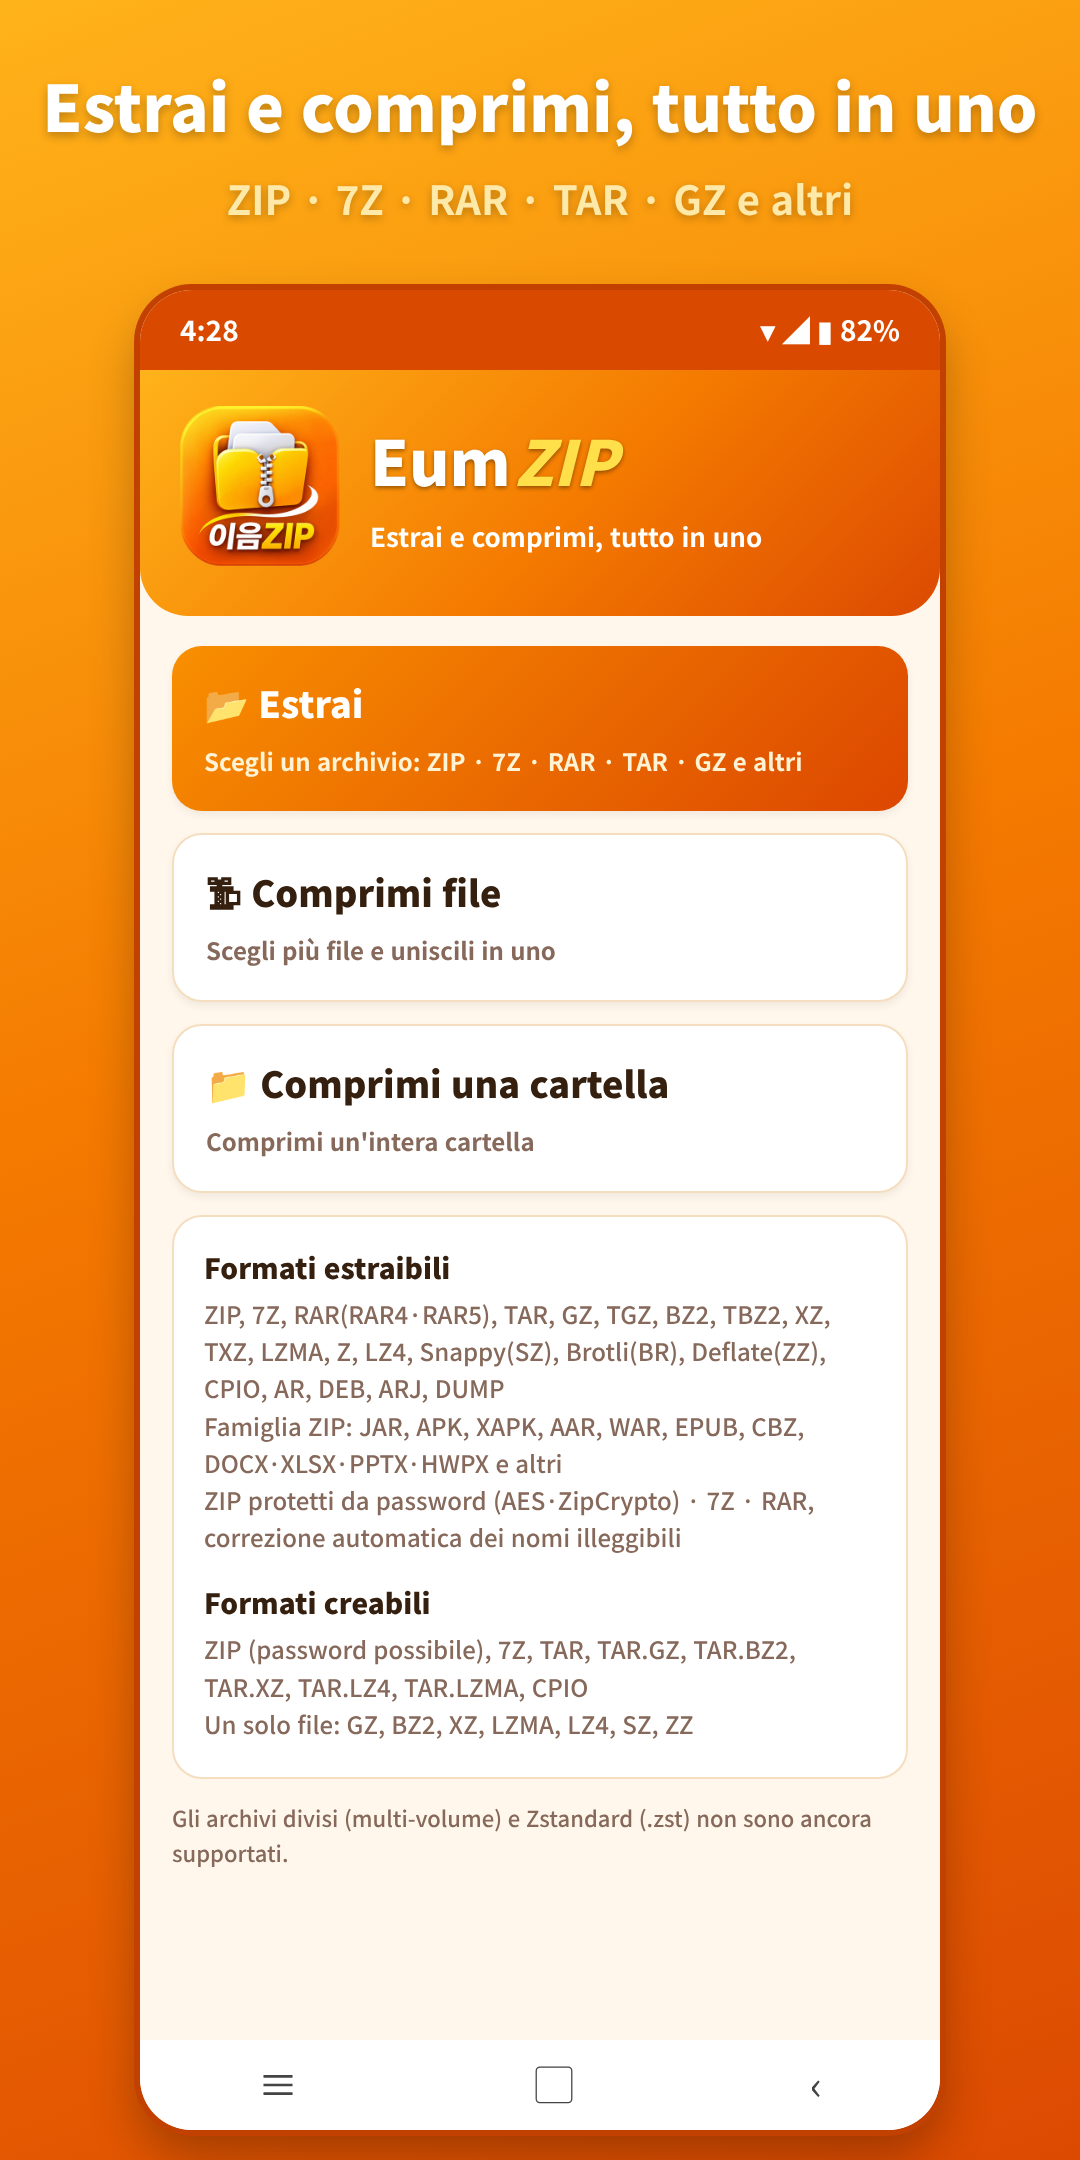 Estrai e comprimi, tutto in uno
ZIP · 7Z · RAR · TAR · GZ e altri
4:28
82%
이음ZIP
Eum ZIP
Estrai e comprimi, tutto in uno
Estrai
Scegli un archivio: ZIP · 7Z · RAR · TAR · GZ e altri
Comprimi file
Scegli più file e uniscili in uno
Comprimi una cartella
Comprimi un'intera cartella
Formati estraibili
ZIP, 7Z, RAR(RAR4·RAR5), TAR, GZ, TGZ, BZ2, TBZ2, XZ,
TXZ, LZMA, Z, LZ4, Snappy(SZ), Brotli(BR), Deflate(ZZ),
CPIO, AR, DEB, ARJ, DUMP
Famiglia ZIP: JAR, APK, XAPK, AAR, WAR, EPUB, CBZ,
DOCX·XLSX·PPTX·HWPX e altri
ZIP protetti da password (AES·ZipCrypto) · 7Z · RAR,
correzione automatica dei nomi illeggibili
Formati creabili
ZIP (password possibile), 7Z, TAR, TAR.GZ, TAR.BZ2,
TAR.XZ, TAR.LZ4, TAR.LZMA, CPIO
Un solo file: GZ, BZ2, XZ, LZMA, LZ4, SZ, ZZ
Gli archivi divisi (multi-volume) e Zstandard (.zst) non sono ancora
supportati.